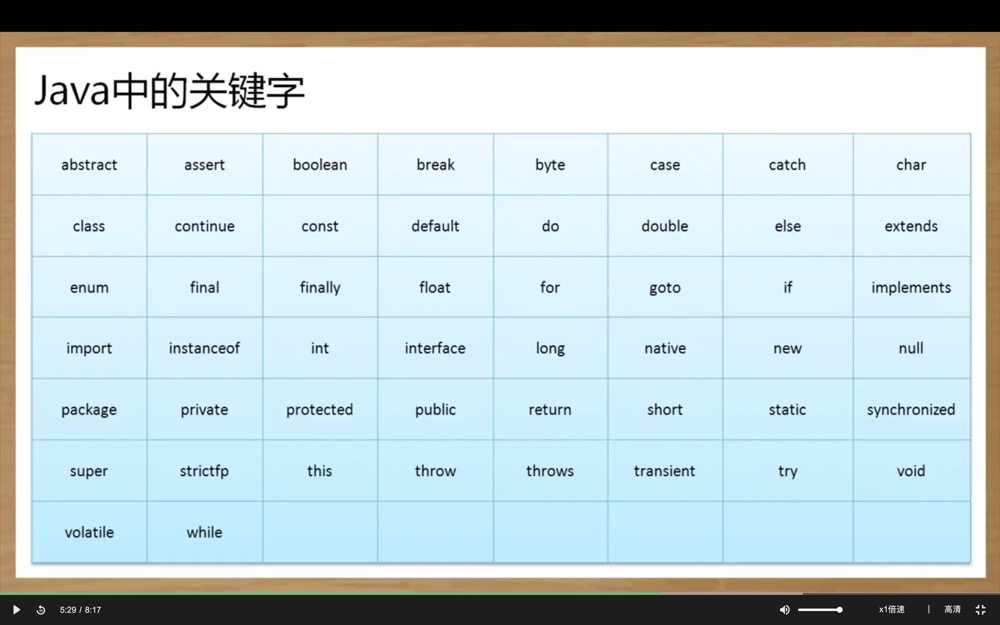 Java中的关键字
abstract assert boolean break byte case catch char
class continue const default do double else extends
enum final finally float for goto if implements
import instanceof int interface long native new null
package private protected public return short static synchronized
super strictfp this throw throws transient try void
volatile while
5:29 / 8:17 x1倍速 | 高清